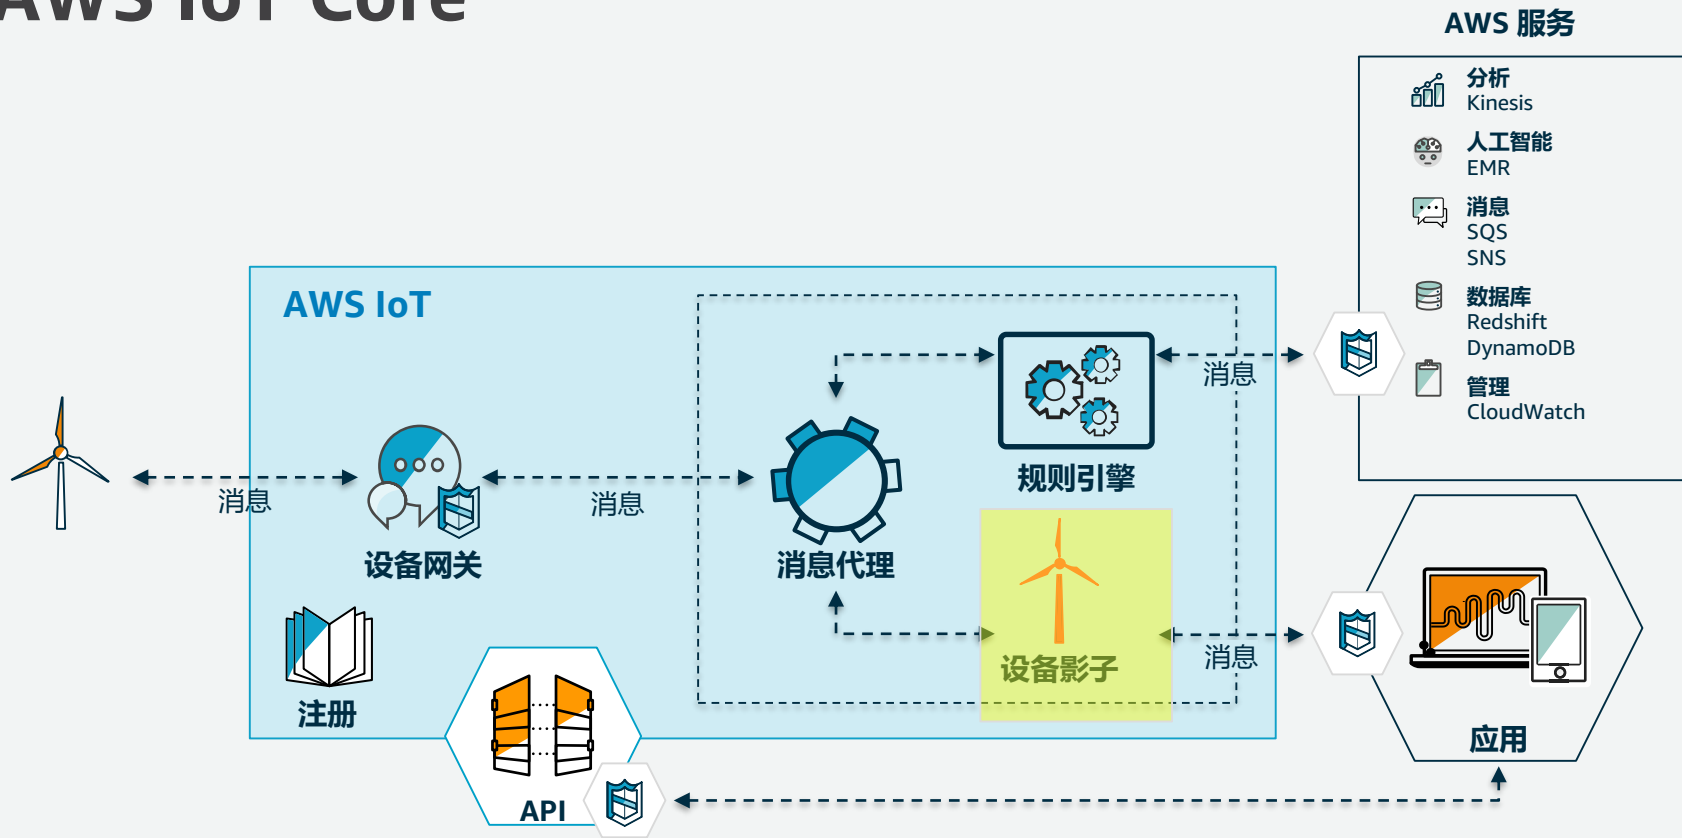 AWS IoT Core
AWS 服务
分析
Kinesis
人工智能
EMR
消息
SQS
SNS
数据库
Redshift
DynamoDB
管理
CloudWatch
AWS IoT
消息
消息
消息
规则引擎
设备网关
消息代理
消息
设备影子
注册
应用
API